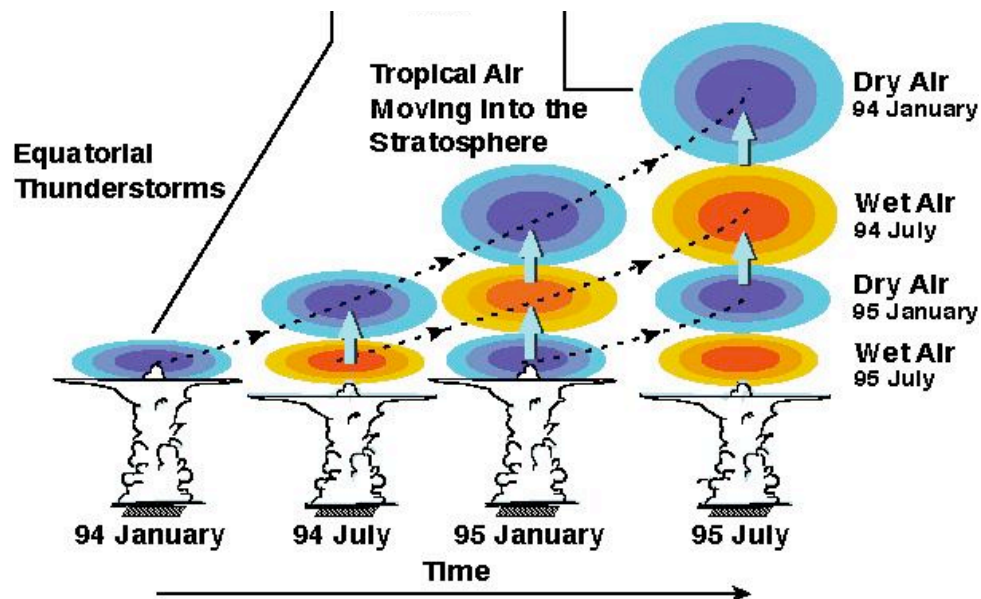 Tropical Air
Moving Into the
Stratosphere
Equatorial
Thunderstorms
Dry Air
94 January
Wet Air
94 July
Dry Air
95 January
Wet Air
95 July
94 January
94 July
95 January
95 July
Time